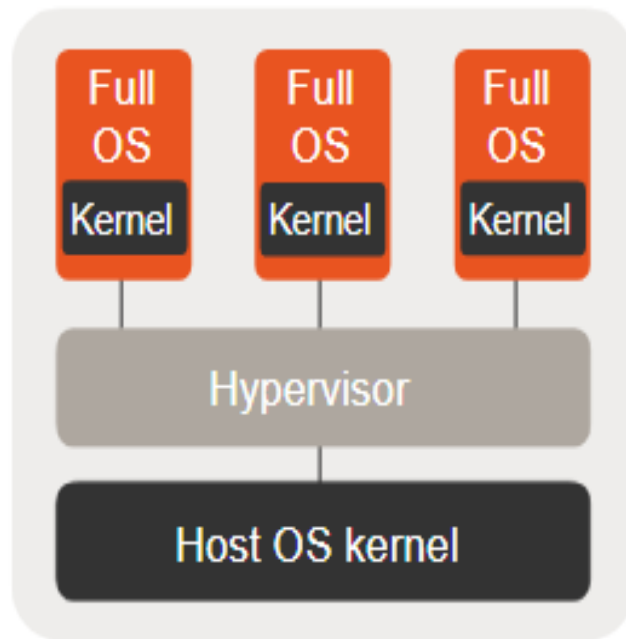 Full
OS
Kernel
Full
OS
Kernel
Full
OS
Kernel
Hypervisor
Host OS kernel